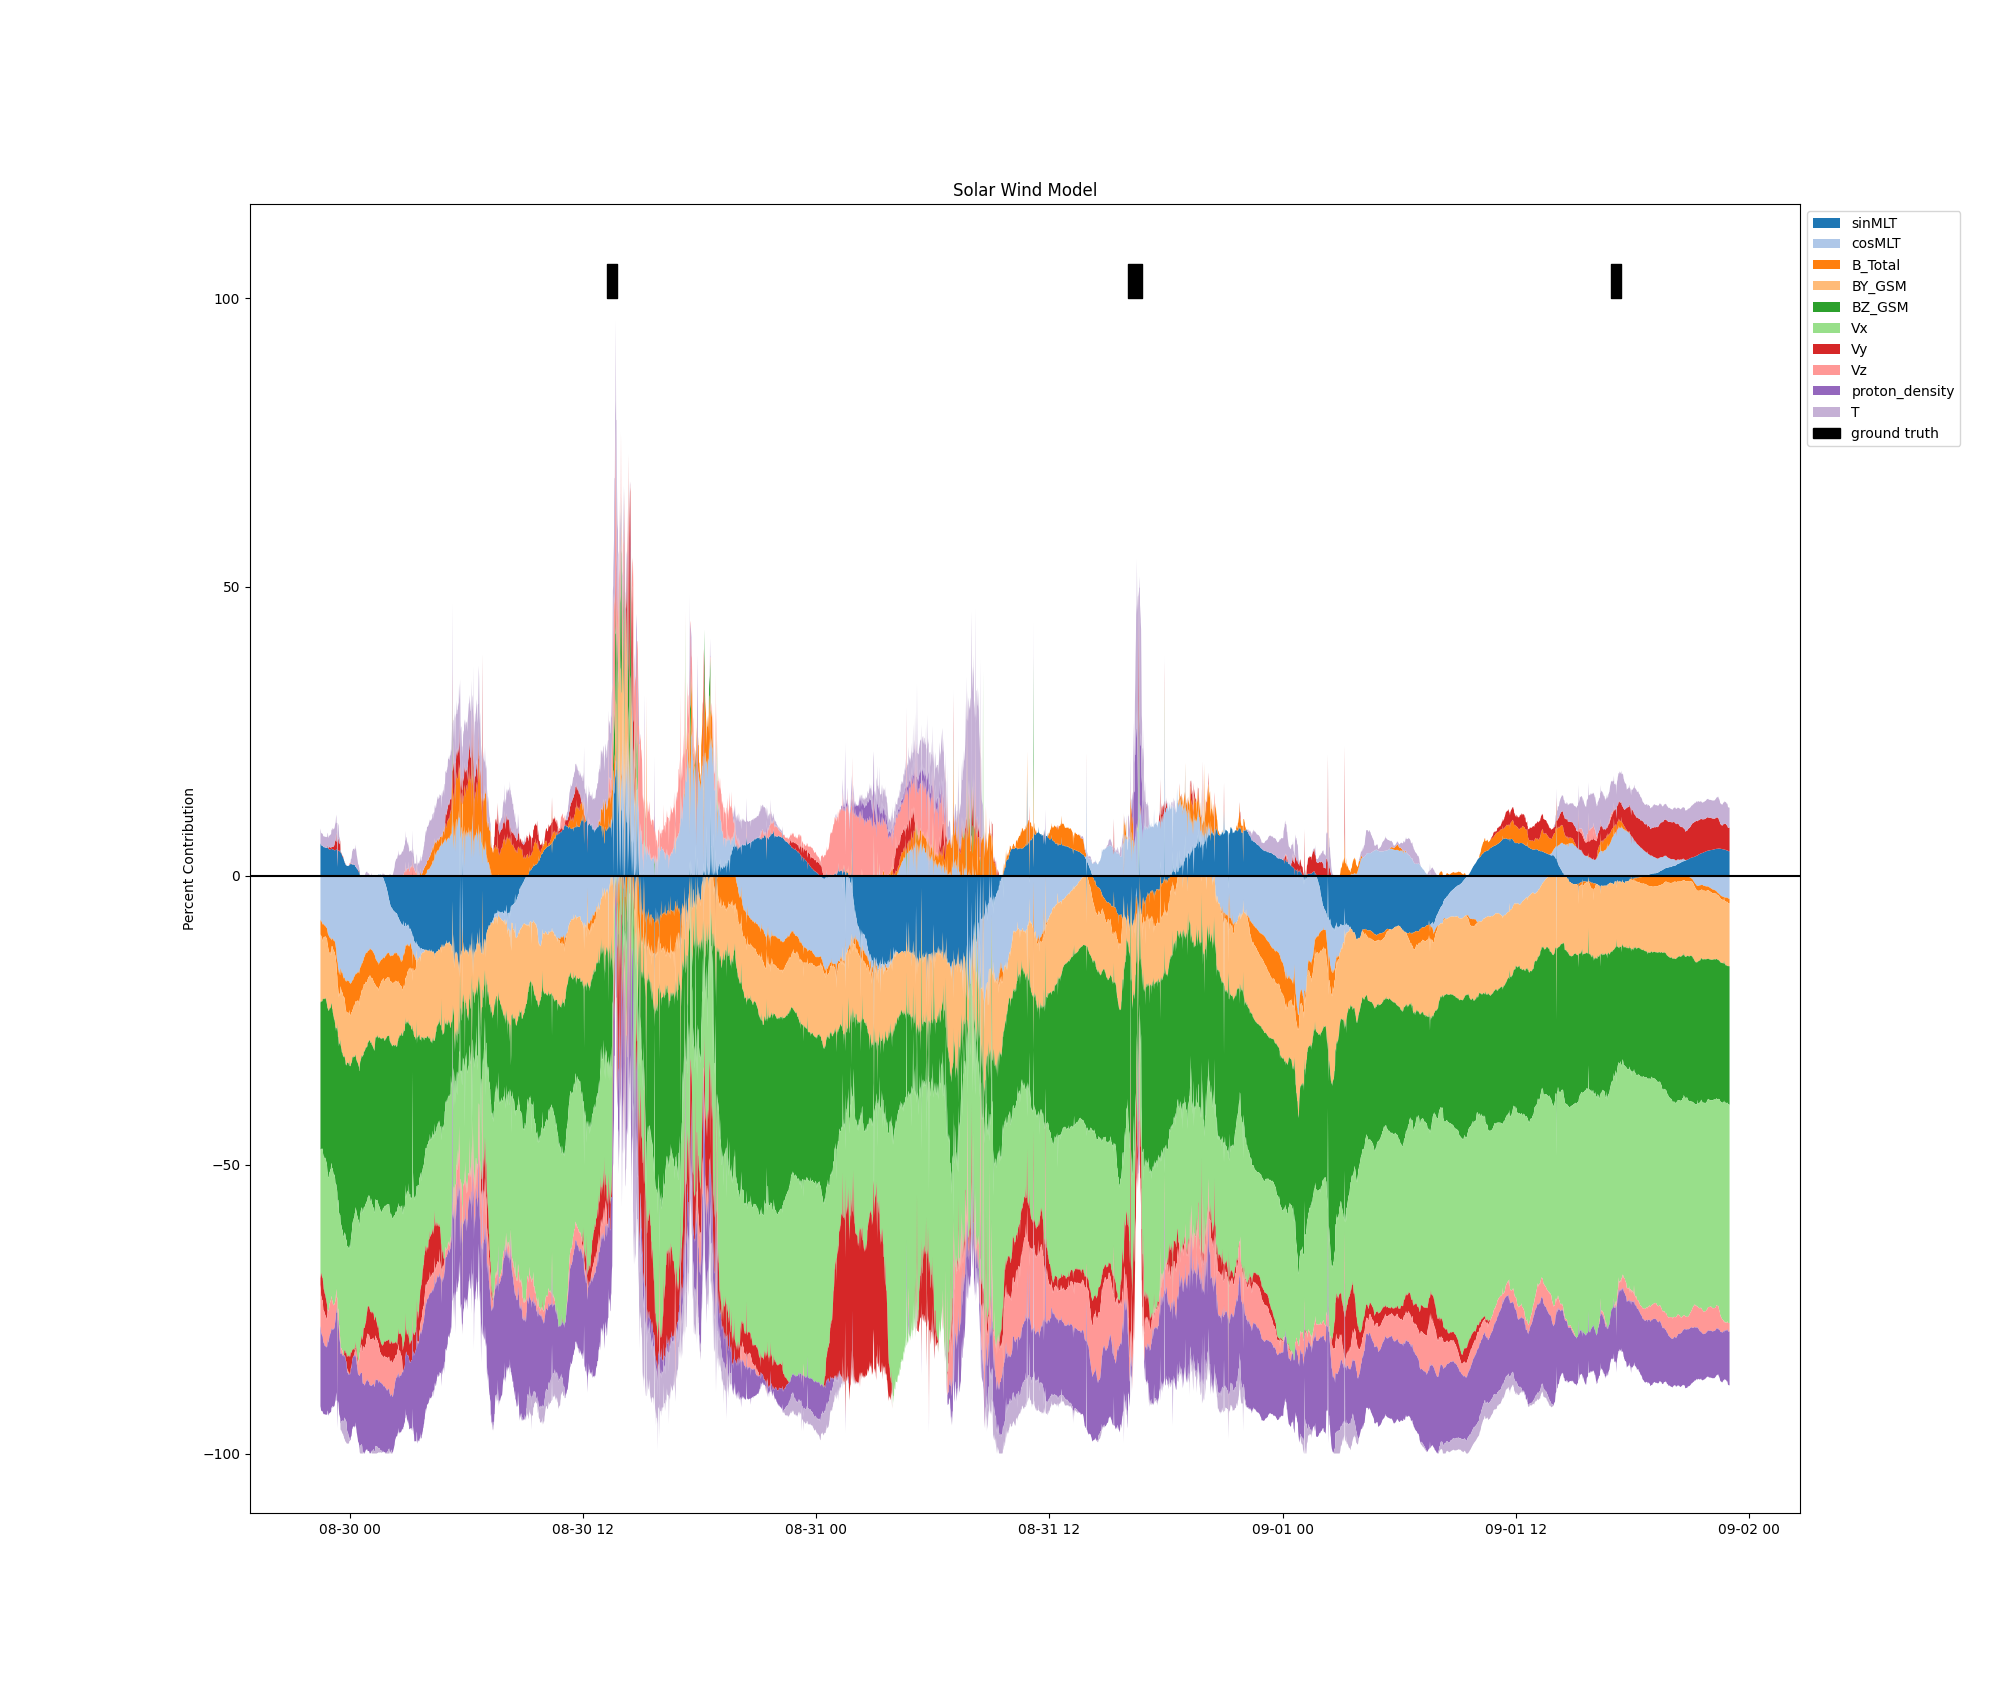 Solar Wind Model
sinMLT
cosMLT
B_Total
BY_GSM
BZ_GSM
Vx
Vy
Vz
proton_density
T
ground truth
Percent Contribution
100
50
0
−50
−100
08-30 00
08-30 12
08-31 00
08-31 12
09-01 00
09-01 12
09-02 00